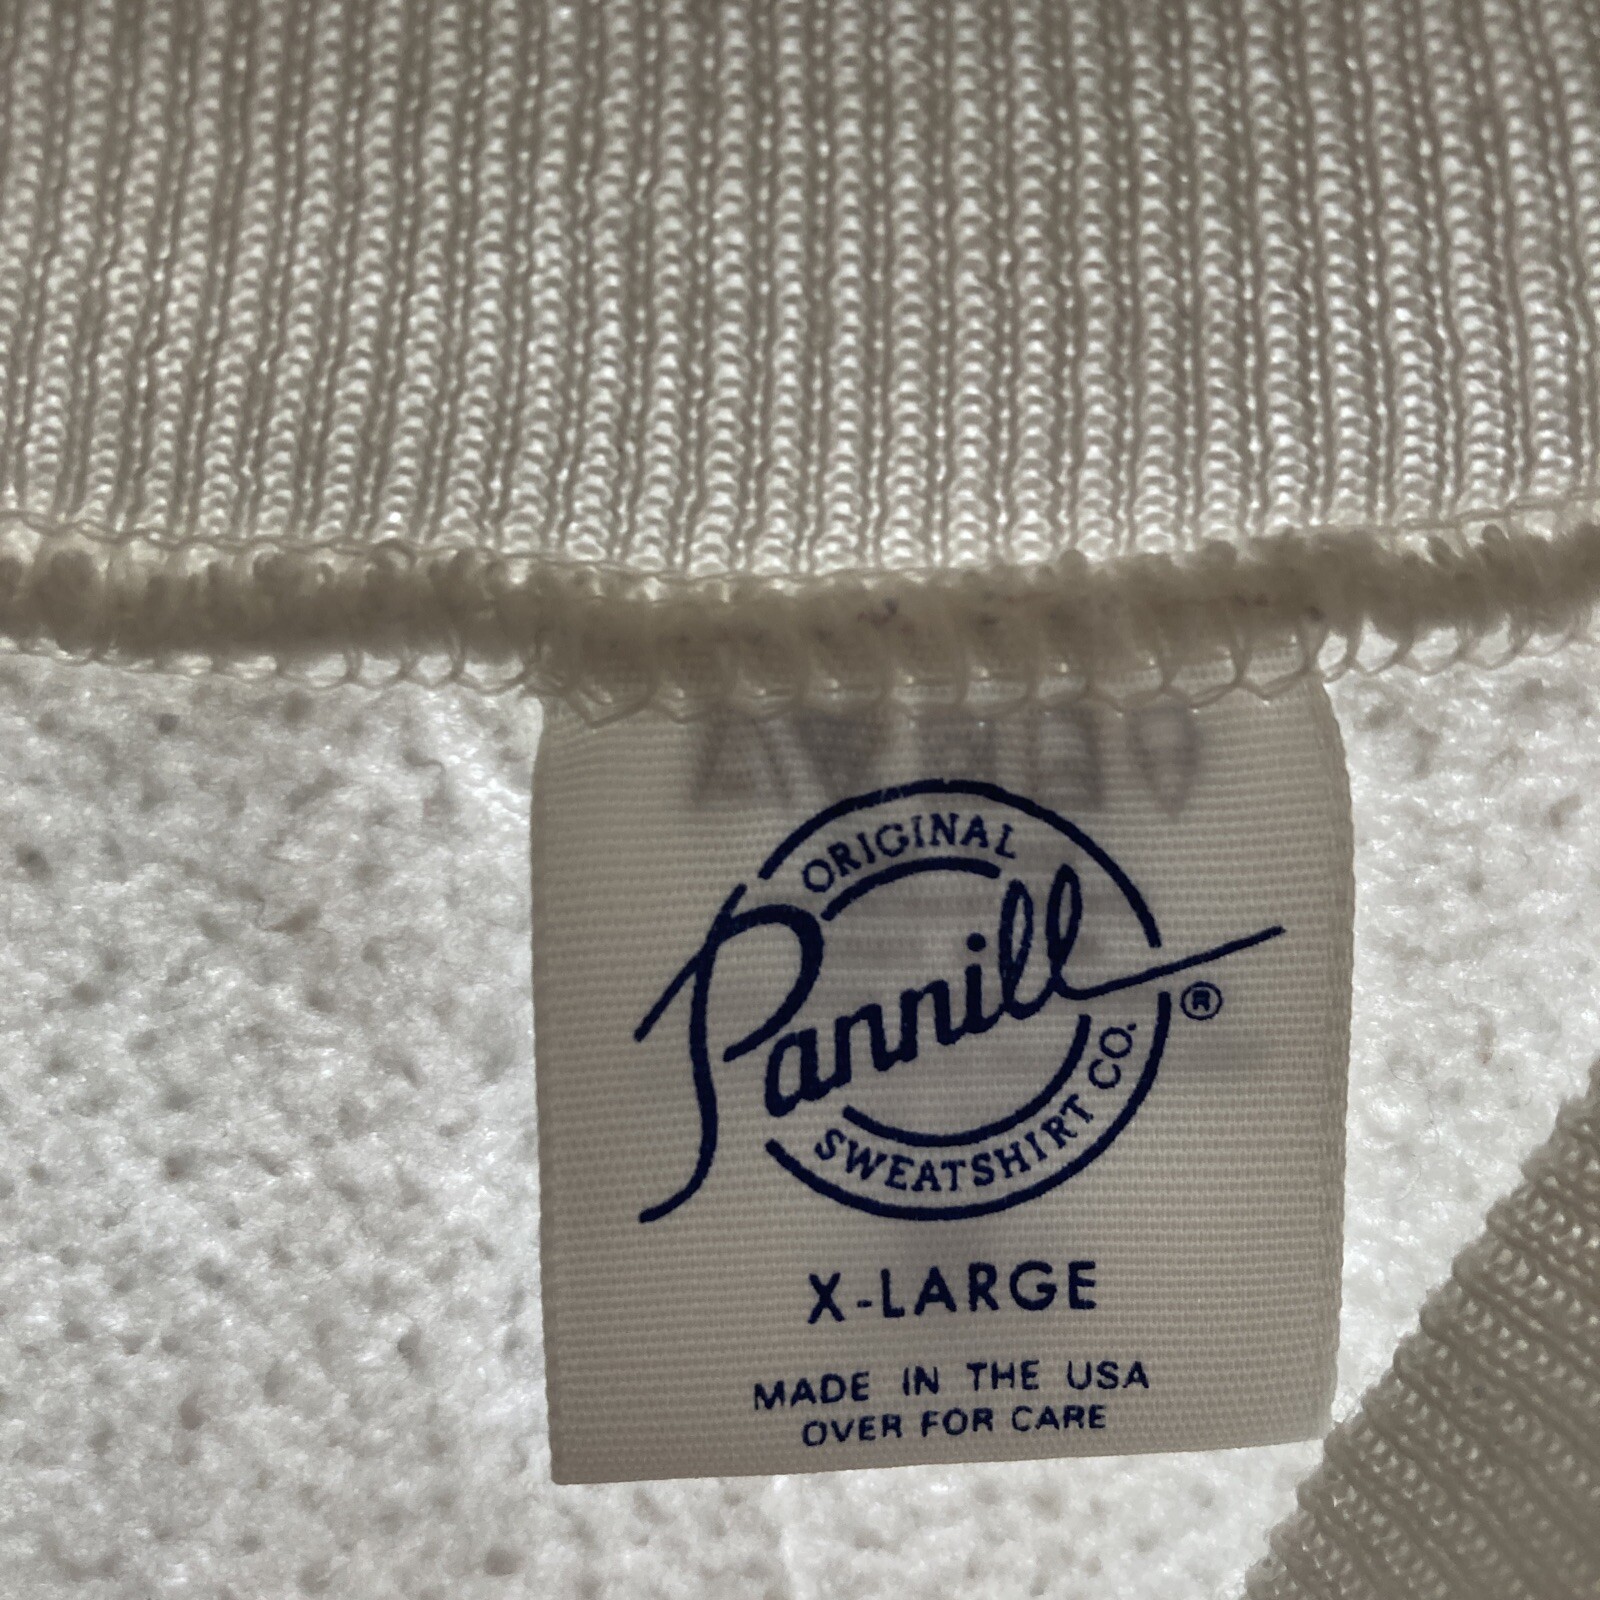 ORIGINAL
Pannill ®
SWEATSHIRT CO.
X-LARGE
MADE IN THE USA
OVER FOR CARE